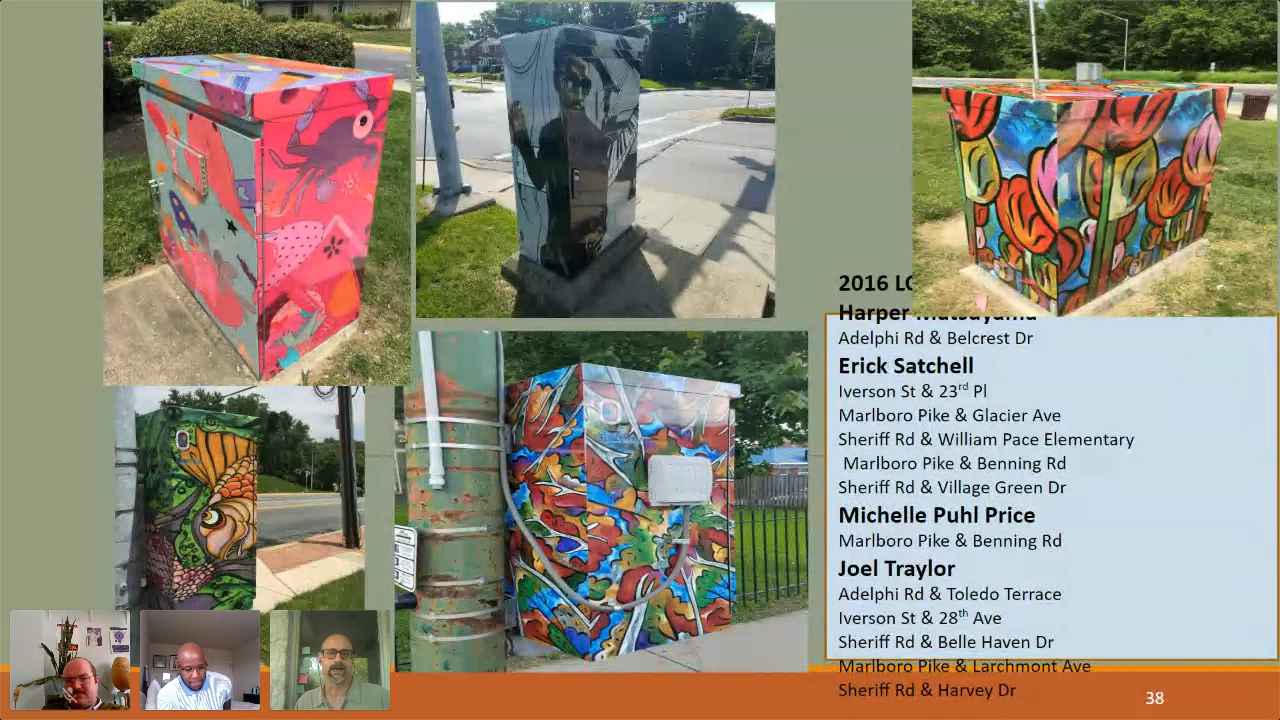 2016 LO
Harper Matsuyama
Adelphi Rd & Belcrest Dr
Erick Satchell
Iverson St & 23rd Pl
Marlboro Pike & Glacier Ave
Sheriff Rd & William Pace Elementary
Marlboro Pike & Benning Rd
Sheriff Rd & Village Green Dr
Michelle Puhl Price
Marlboro Pike & Benning Rd
Joel Traylor
Adelphi Rd & Toledo Terrace
Iverson St & 28th Ave
Sheriff Rd & Belle Haven Dr
Marlboro Pike & Larchmont Ave
Sheriff Rd & Harvey Dr
38